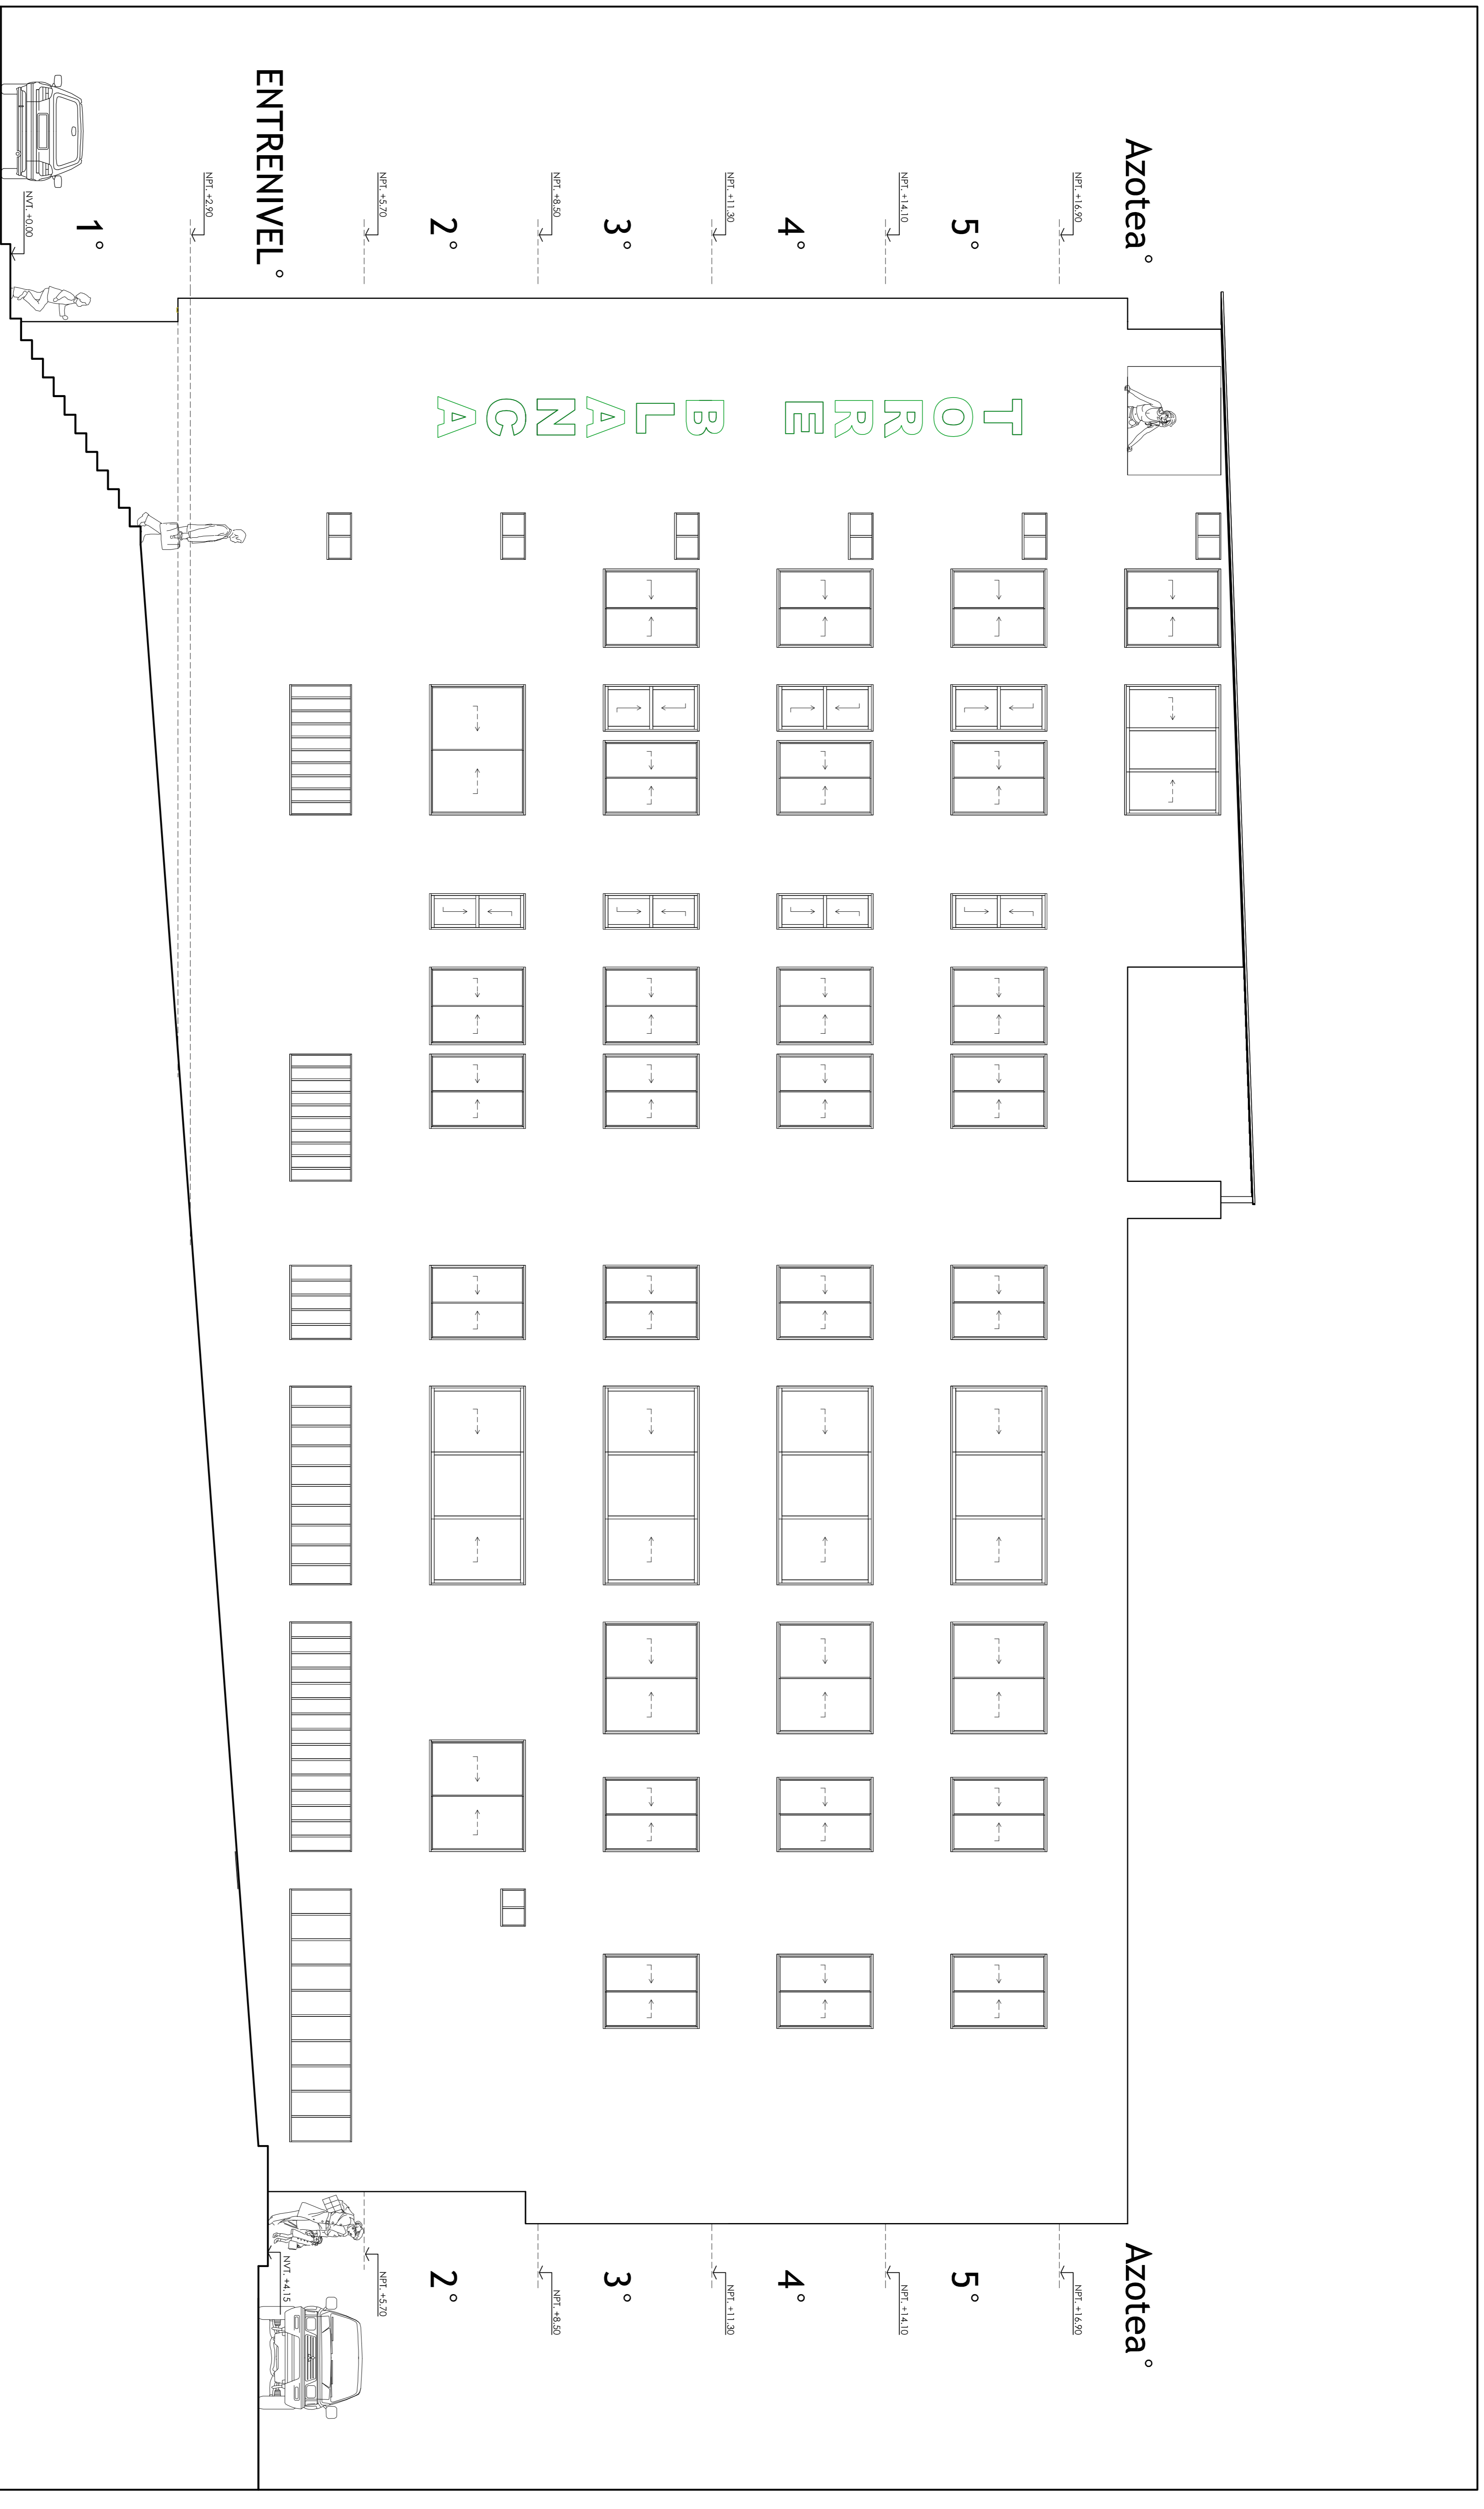 Azotea°
Azotea°
NPT. +16.90
NPT. +16.90
5°
5°
NPT. +14.10
NPT. +14.10
4°
4°
NPT. +11.30
NPT. +11.30
3°
3°
NPT. +8.50
NPT. +8.50
2°
2°
NPT. +5.70
NPT. +5.70
ENTRENIVEL°
NVT. +4.15
NPT. +2.90
1°
NVT. +0.00
TORRE
BLANCA